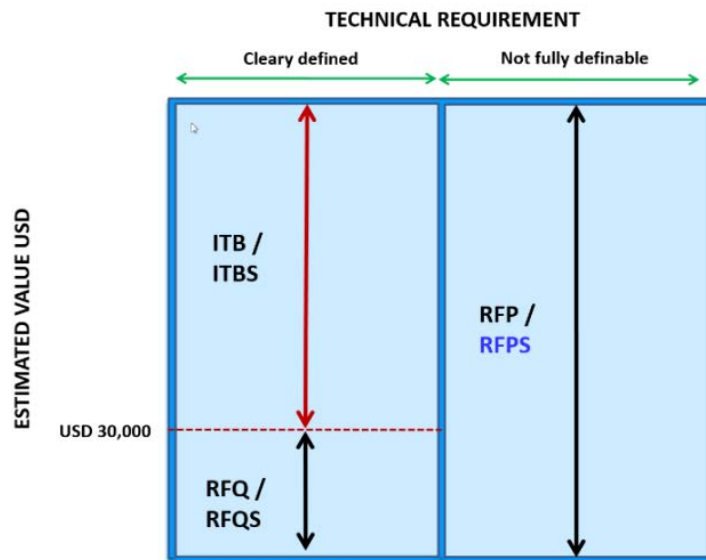 TECHNICAL REQUIREMENT
Cleary defined
Not fully definable
ESTIMATED VALUE USD
ITB /
ITBS
RFP /
RFPS
USD 30,000
RFQ /
RFQS